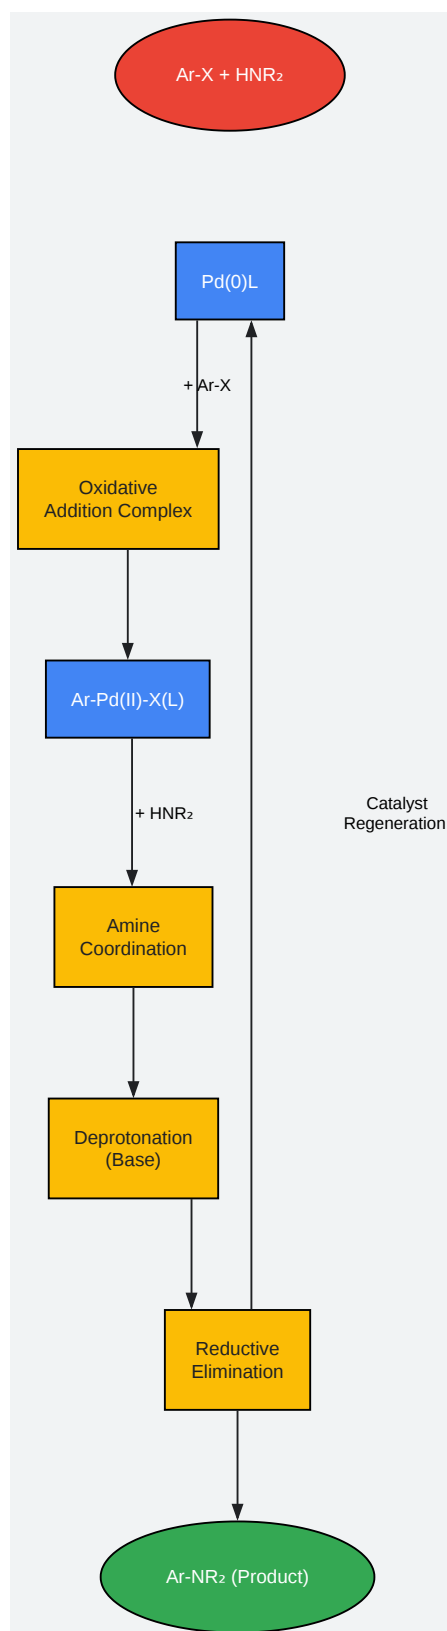 Ar-X + HNR₂
Pd(0)L
+ Ar-X
Oxidative
Addition Complex
Ar-Pd(II)-X(L)
+ HNR₂
Catalyst
Regeneration
Amine
Coordination
Deprotonation
(Base)
Reductive
Elimination
Ar-NR₂ (Product)